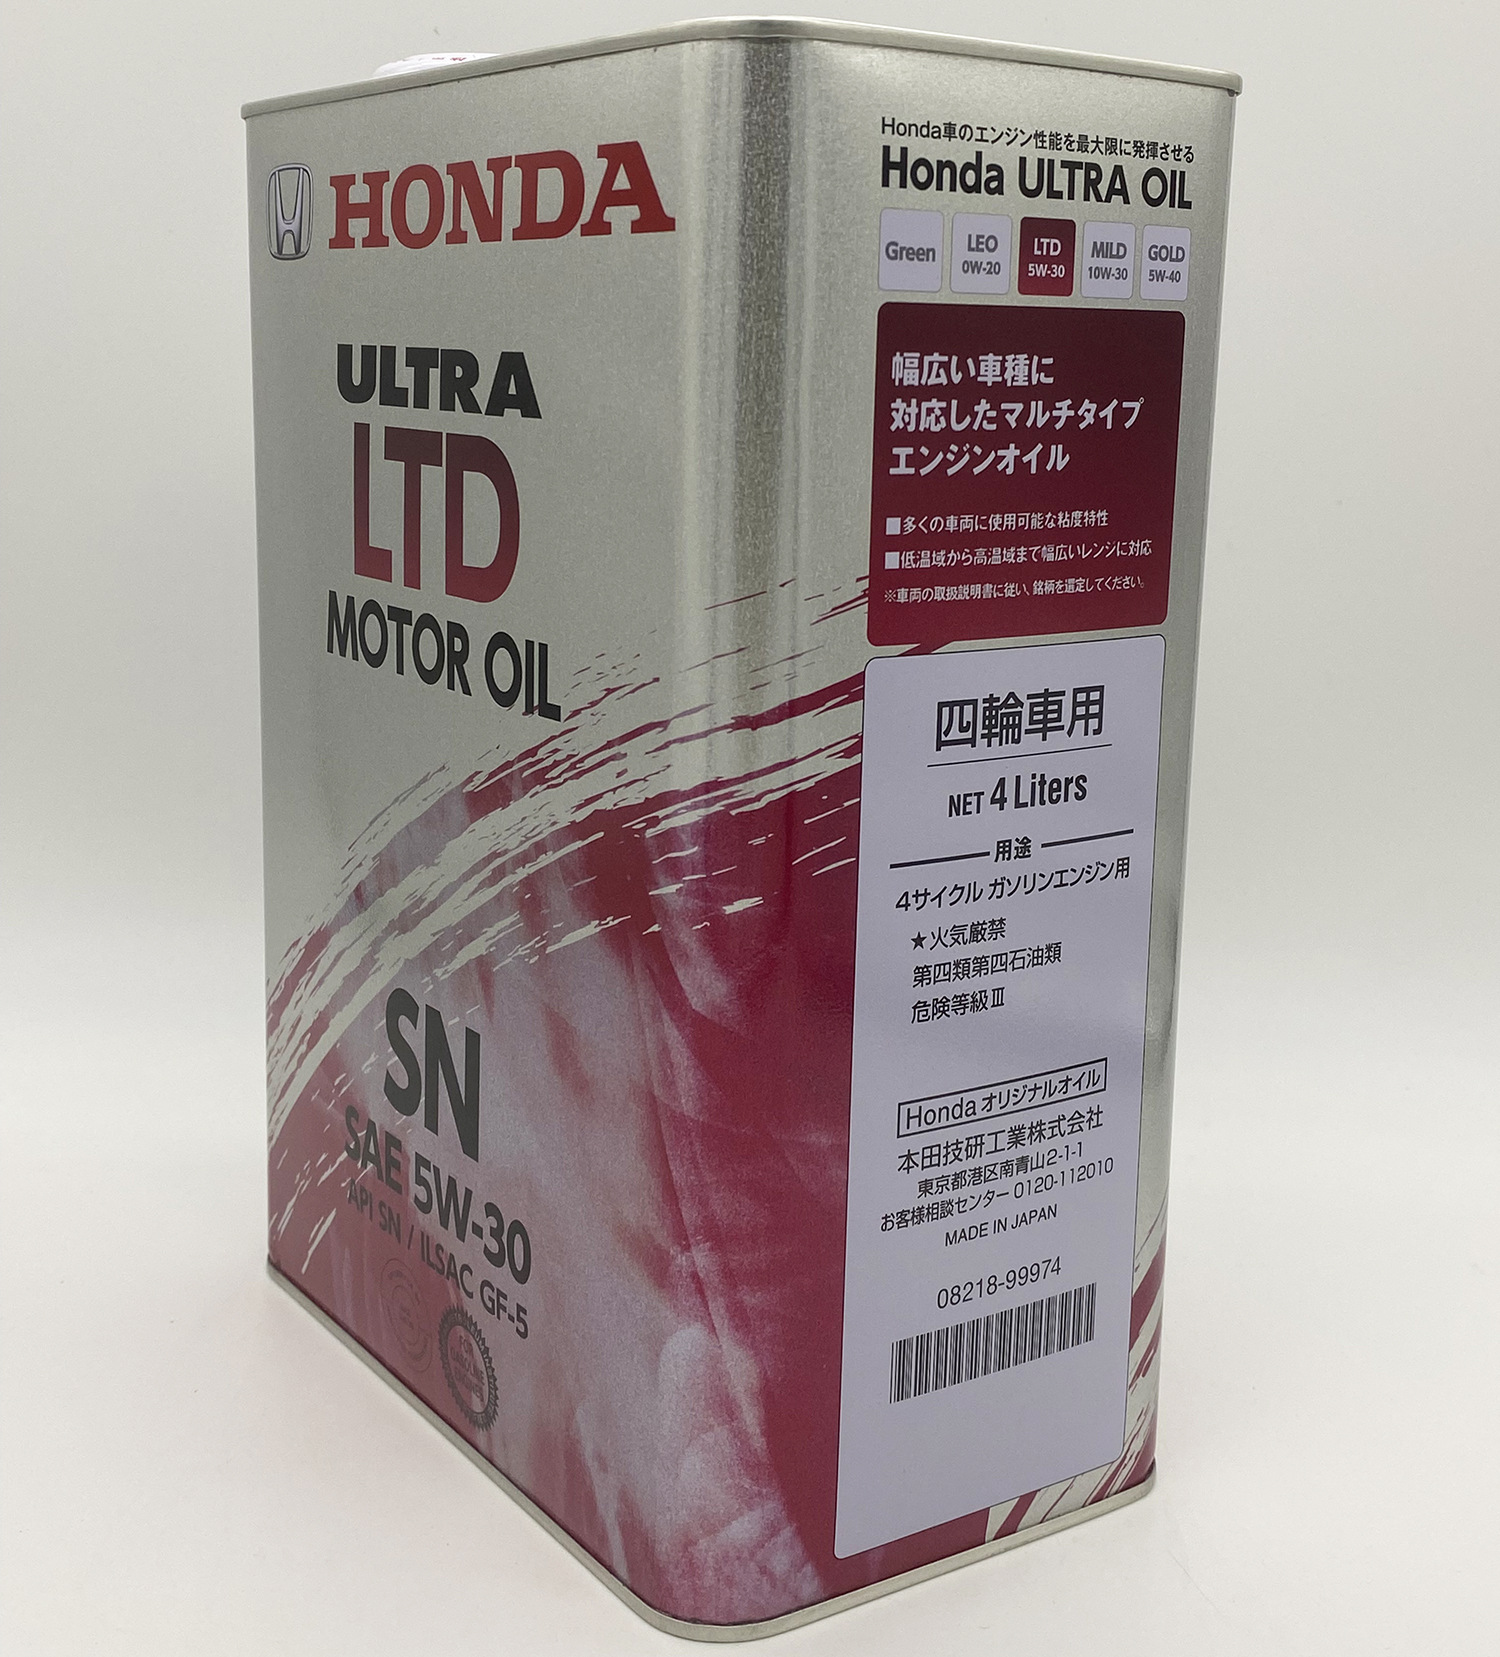 HONDA
ULTRA
LTD
MOTOR OIL
SN
SAE 5W-30
API SN / ILSAC GF-5
FOR
GASOLINE
ENGINES
Honda車のエンジン性能を最大限に発揮させる
Honda ULTRA OIL
Green
LEO
0W-20
LTD
5W-30
MILD
10W-30
GOLD
5W-40
幅広い車種に
対応したマルチタイプ
エンジンオイル
■多くの車両に使用可能な粘度特性
■低温域から高温域まで幅広いレンジに対応
※車両の取扱説明書に従い、銘柄を選定してください。
四輪車用
NET 4 Liters
用途
4サイクル ガソリンエンジン用
★火気厳禁
第四類第四石油類
危険等級Ⅲ
Hondaオリジナルオイル
本田技研工業株式会社
東京都港区南青山2-1-1
お客様相談センター 0120-112010
MADE IN JAPAN
08218-99974